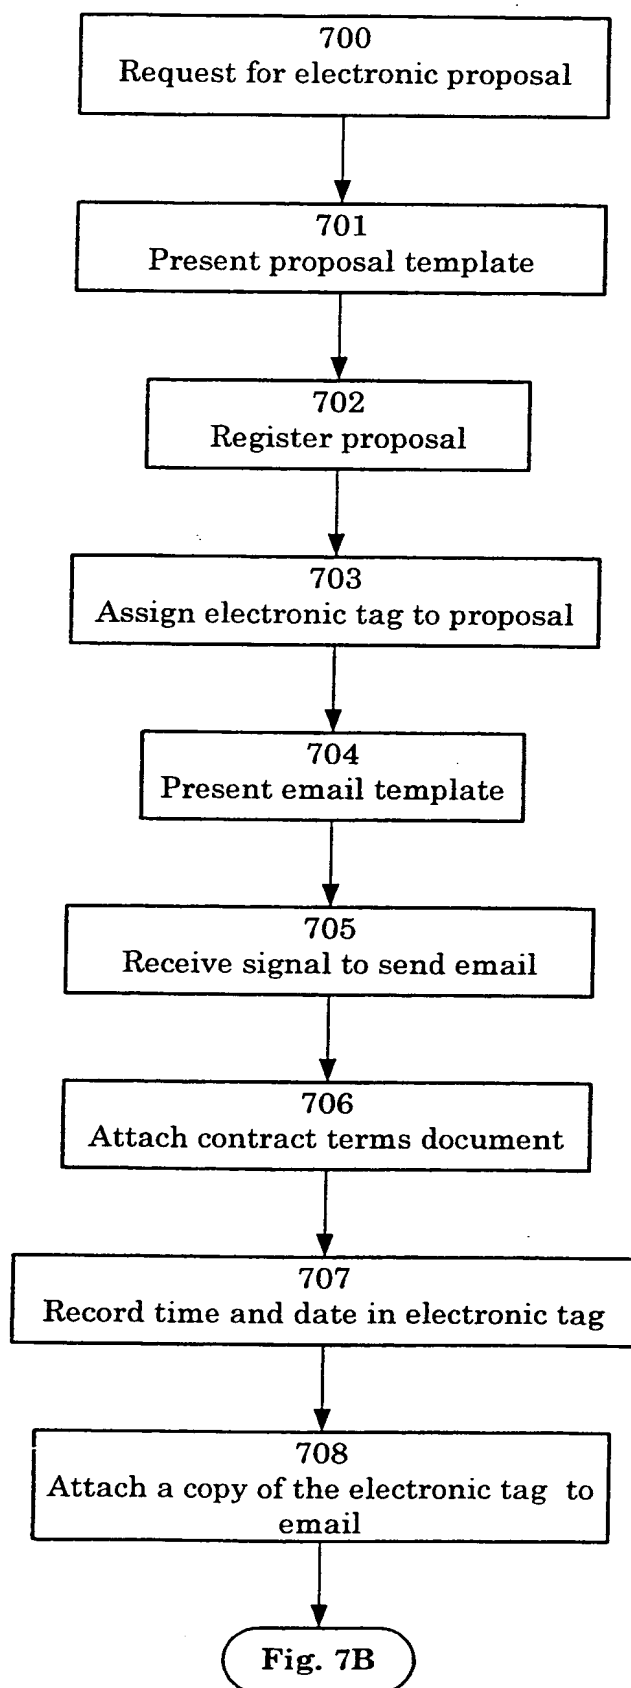 700
Request for electronic proposal
701
Present proposal template
702
Register proposal
703
Assign electronic tag to proposal
704
Present email template
705
Receive signal to send email
706
Attach contract terms document
707
Record time and date in electronic tag
708
Attach a copy of the electronic tag to
email
Fig. 7B